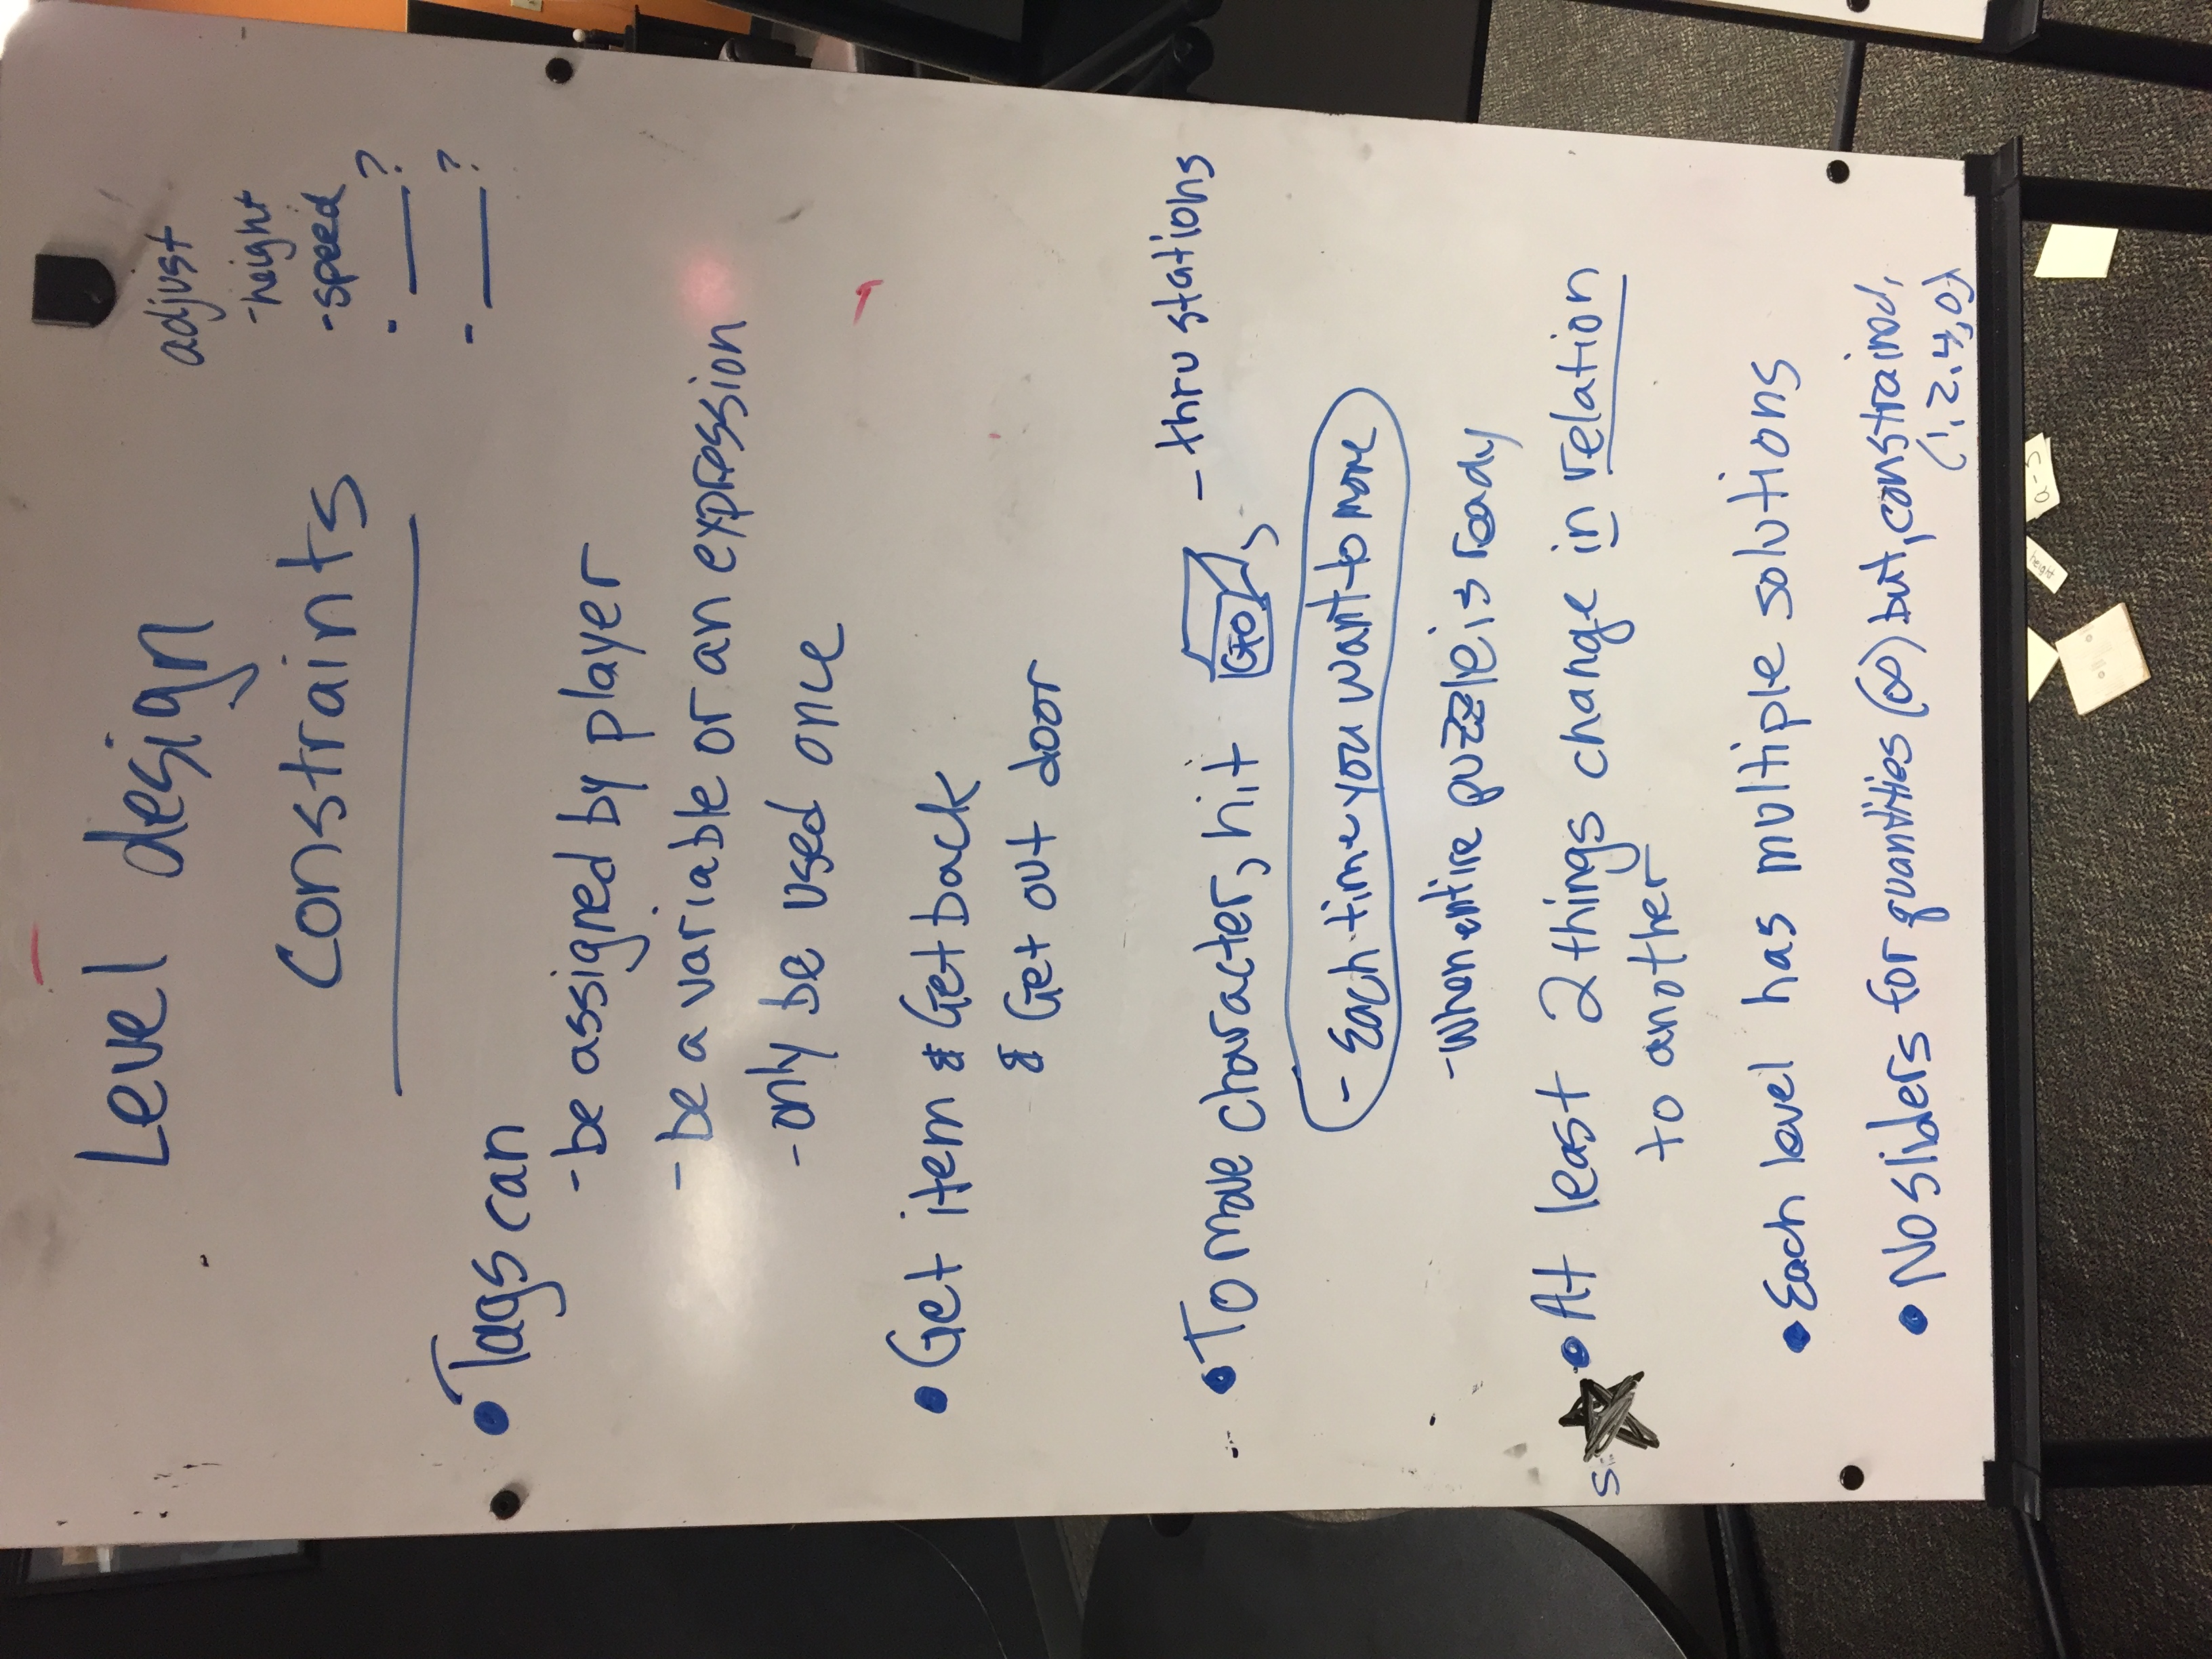 Level design
constraints
adjust
-height
-speed
- ___?
- ___?
• Tags can
- be assigned by player
- be a variable or an expression
- only be used once
• Get item & Get back
& Get out door
• To move character, hit GO, - thru stations
- Each time you want to move
- When entire puzzle is ready
S
• At least 2 things change in relation
to another
• Each level has multiple solutions
• No sliders for quantities (∞) but, constrained,
(1, 2, 4, 0)
a-5